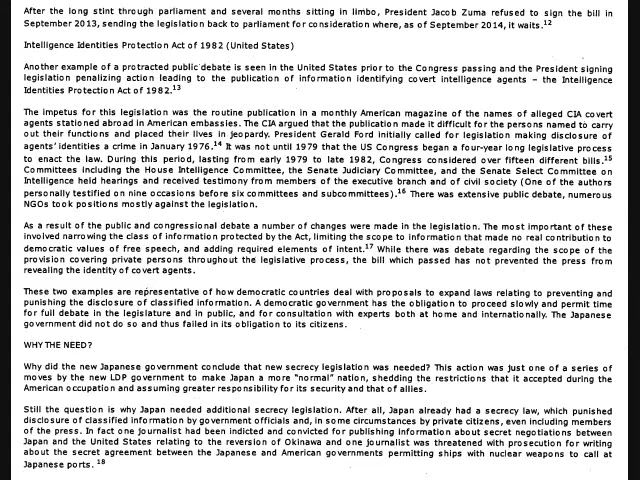 After the long stint through parliament and several months sitting in limbo, President Jacob Zuma refused to sign the bill in
September 2013, sending the legislation back to parliament for consideration where, as of September 2014, it waits.12
Intelligence Identities Protection Act of 1982 (United States)
Another example of a protracted public debate is seen in the United States prior to the Congress passing and the President signing
legislation penalizing action leading to the publication of information identifying covert intelligence agents – the Intelligence
Identities Protection Act of 1982.13
The impetus for this legislation was the routine publication in a monthly American magazine of the names of alleged CIA covert
agents stationed abroad in American embassies. The CIA argued that the publication made it difficult for the persons named to carry
out their functions and placed their lives in jeopardy. President Gerald Ford initially called for legislation making disclosure of
agents' identities a crime in January 1976.14 It was not until 1979 that the US Congress began a four-year long legislative process
to enact the law. During this period, lasting from early 1979 to late 1982, Congress considered over fifteen different bills.15
Committees including the House Intelligence Committee, the Senate Judiciary Committee, and the Senate Select Committee on
Intelligence held hearings and received testimony from members of the executive branch and of civil society (One of the authors
personally testified on nine occasions before six committees and subcommittees).16 There was extensive public debate, numerous
NGOs took positions mostly against the legislation.
As a result of the public and congressional debate a number of changes were made in the legislation. The most important of these
involved narrowing the class of information protected by the Act, limiting the scope to information that made no real contribution to
democratic values of free speech, and adding required elements of intent.17 While there was debate regarding the scope of the
provision covering private persons throughout the legislative process, the bill which passed has not prevented the press from
revealing the identity of covert agents.
These two examples are representative of how democratic countries deal with proposals to expand laws relating to preventing and
punishing the disclosure of classified information. A democratic government has the obligation to proceed slowly and permit time
for full debate in the legislature and in public, and for consultation with experts both at home and internationally. The Japanese
government did not do so and thus failed in its obligation to its citizens.
WHY THE NEED?
Why did the new Japanese government conclude that new secrecy legislation was needed? This action was just one of a series of
moves by the new LDP government to make Japan a more "normal" nation, shedding the restrictions that it accepted during the
American occupation and assuming greater responsibility for its security and that of allies.
Still the question is why Japan needed additional secrecy legislation. After all, Japan already had a secrecy law, which punished
disclosure of classified information by government officials and, in some circumstances by private citizens, even including members
of the press. In fact one journalist had been indicted and convicted for publishing information about secret negotiations between
Japan and the United States relating to the reversion of Okinawa and one journalist was threatened with prosecution for writing
about the secret agreement between the Japanese and American governments permitting ships with nuclear weapons to call at
Japanese ports. 18